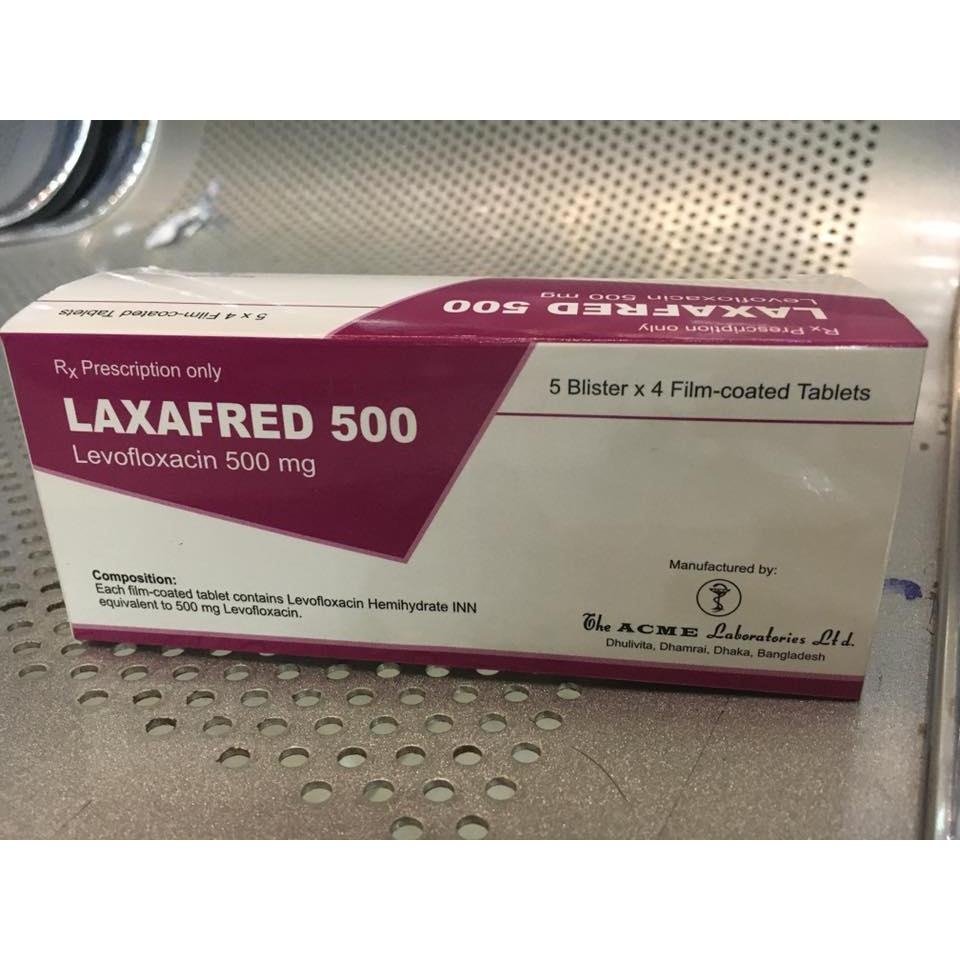 5 x 4 Film-coated Tablets
Rx Prescription only
LAXAFRED 500
Levofloxacin 500 mg
Rx Prescription only
LAXAFRED 500
Levofloxacin 500 mg
5 Blister x 4 Film-coated Tablets
Composition:
Each film-coated tablet contains Levofloxacin Hemihydrate INN
equivalent to 500 mg Levofloxacin.
Manufactured by:
The ACME Laboratories Ltd.
Dhulivita, Dhamrai, Dhaka, Bangladesh